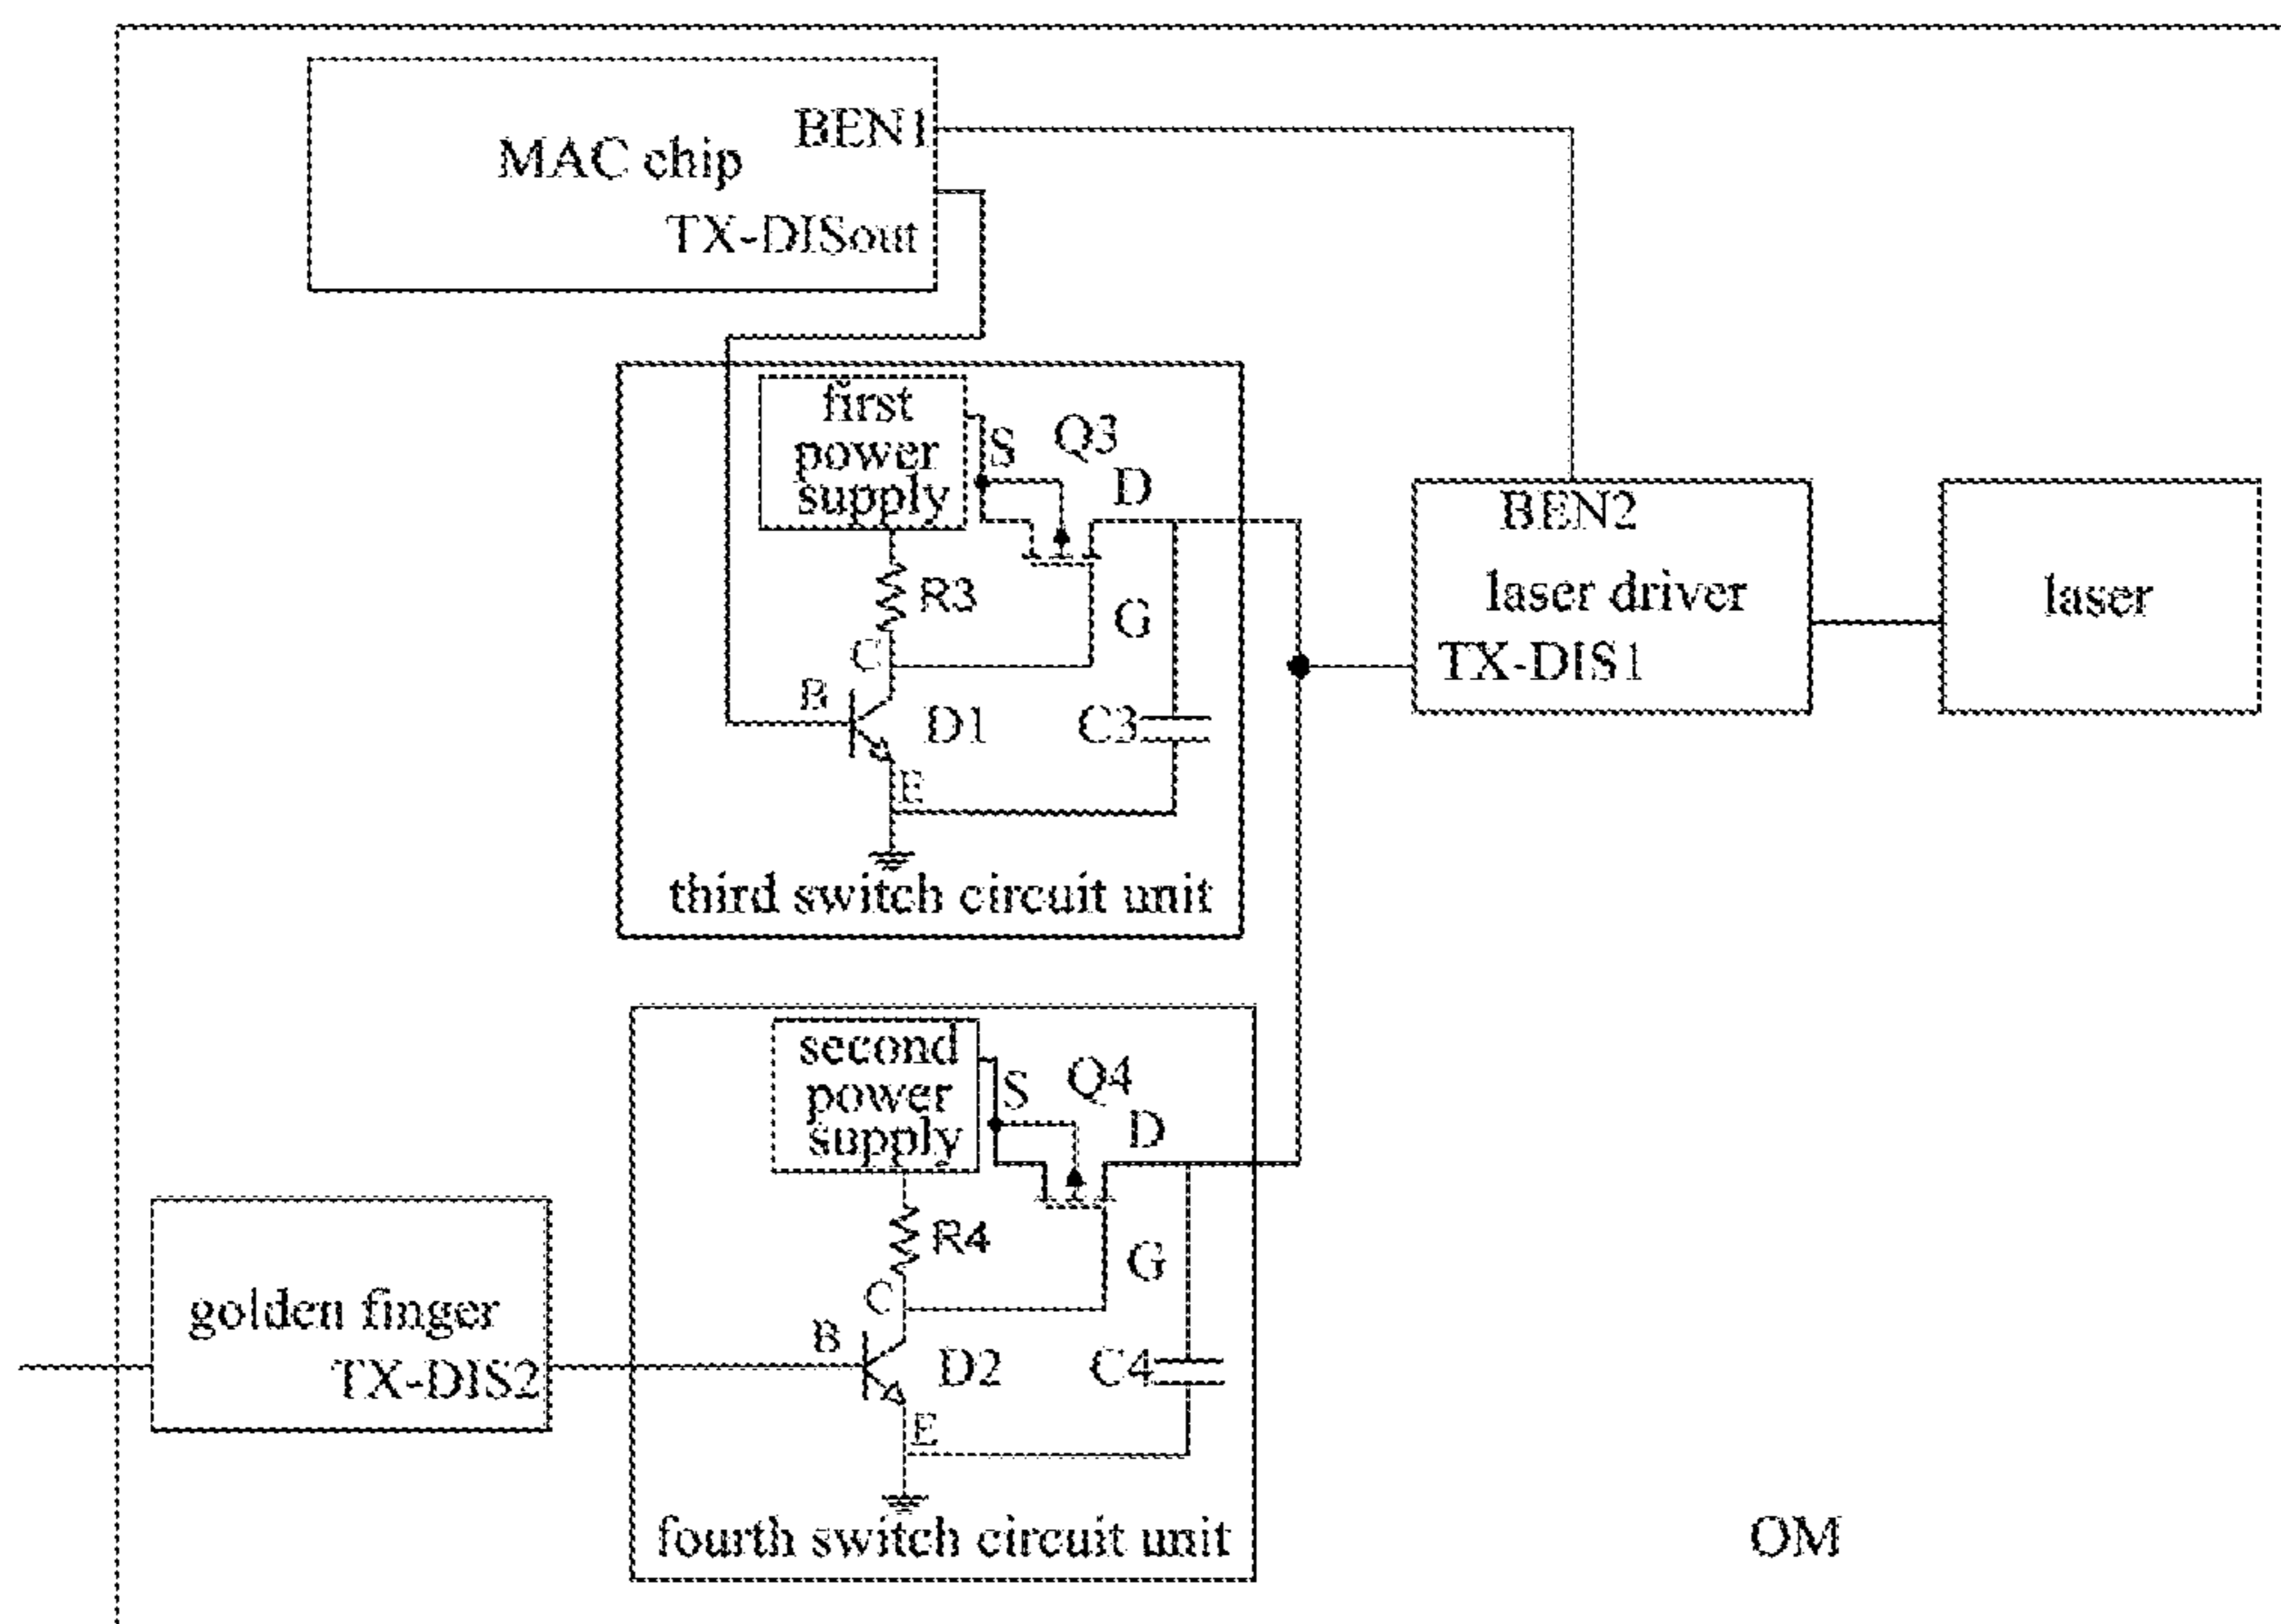 BEN1
MAC chip
TX-DISout
first
power
supply
S
Q3
D
R3
G
C
B
D1
C3
E
third switch circuit unit
BEN2
laser driver
TX-DIS1
laser
second
power
supply
S
Q4
D
R4
G
C
B
D2
C4
E
fourth switch circuit unit
golden finger
TX-DIS2
OM